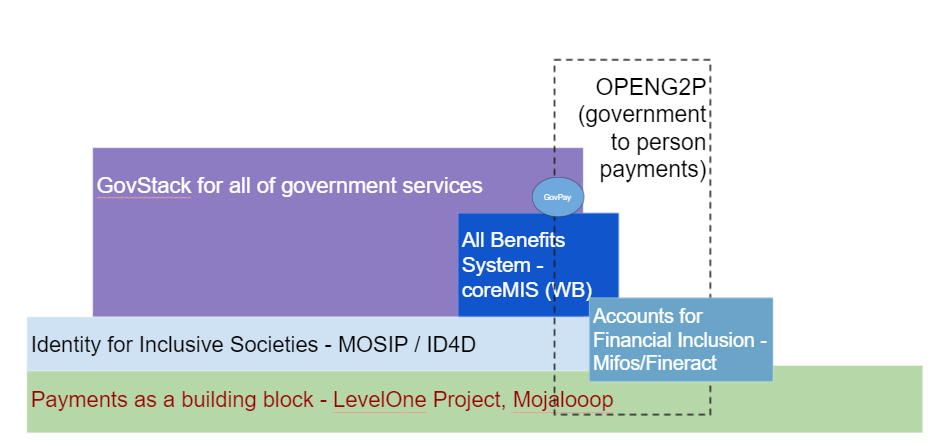 OPENG2P
(government
to person
payments)
GovStack for all of government services
GovPay
All Benefits
System -
coreMIS (WB)
Accounts for
Financial Inclusion -
Mifos/Fineract
Identity for Inclusive Societies - MOSIP / ID4D
Payments as a building block - LevelOne Project, Mojalooop